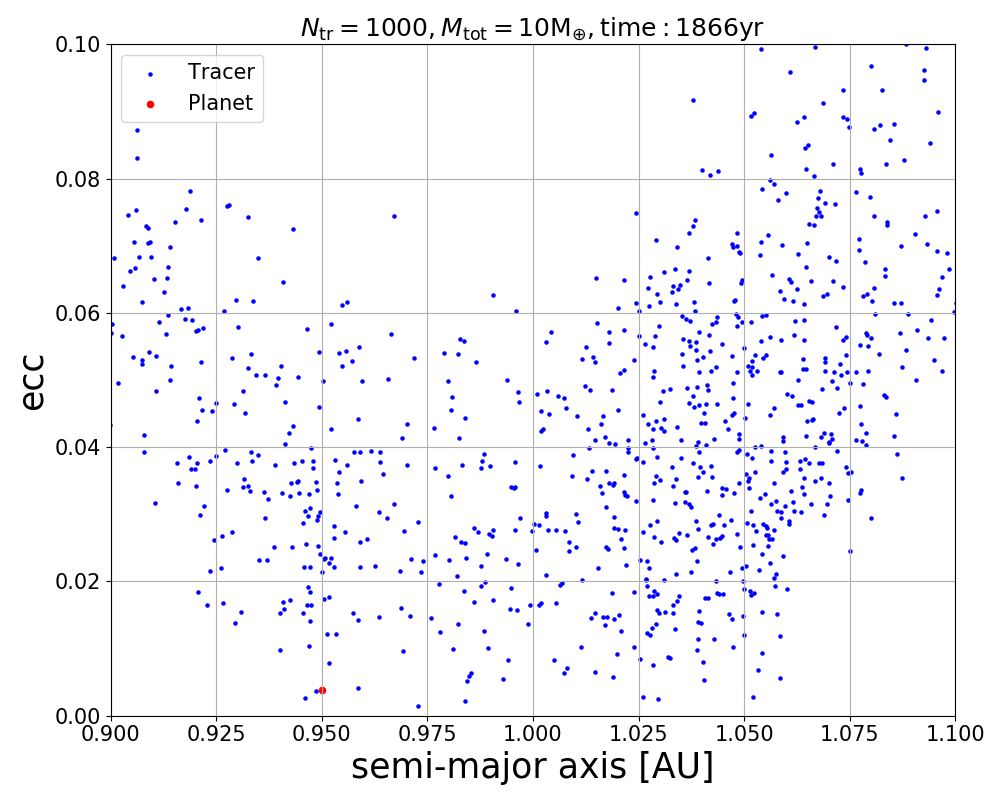 N_tr = 1000, M_tot = 10M_⊕, time : 1866yr
Tracer
Planet
ecc
0.10
0.08
0.06
0.04
0.02
0.00
0.900 0.925 0.950 0.975 1.000 1.025 1.050 1.075 1.100
semi-major axis [AU]